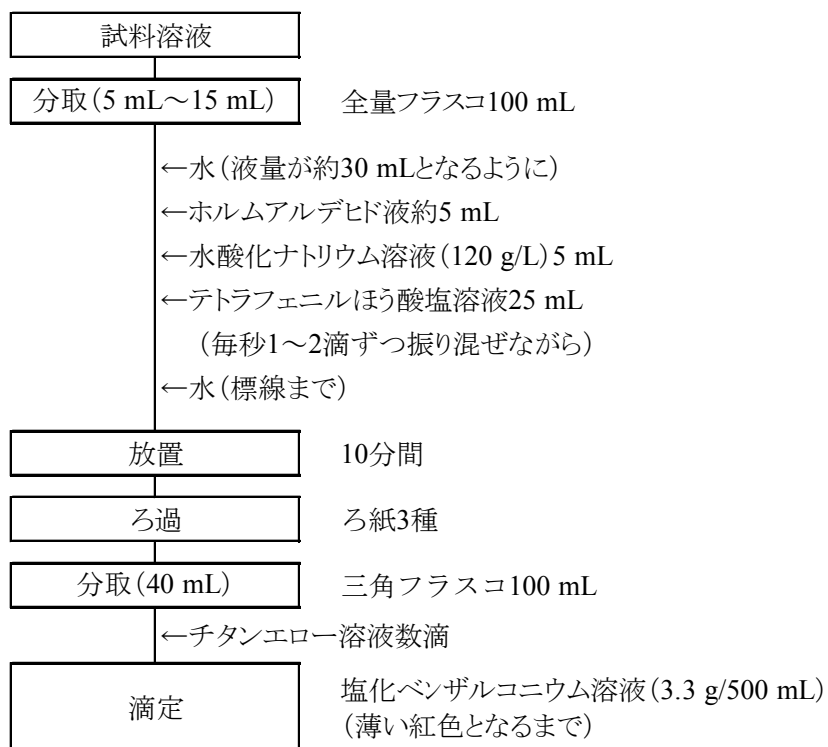 試料溶液
分取(5 mL～15 mL) 全量フラスコ100 mL
←水(液量が約30 mLとなるように)
←ホルムアルデヒド液約5 mL
←水酸化ナトリウム溶液(120 g/L)5 mL
←テトラフェニルほう酸塩溶液25 mL
(毎秒1～2滴ずつ振り混ぜながら)
←水(標線まで)
放置 10分間
ろ過 ろ紙3種
分取(40 mL) 三角フラスコ100 mL
←チタンエロー溶液数滴
滴定 塩化ベンザルコニウム溶液(3.3 g/500 mL)
(薄い紅色となるまで)